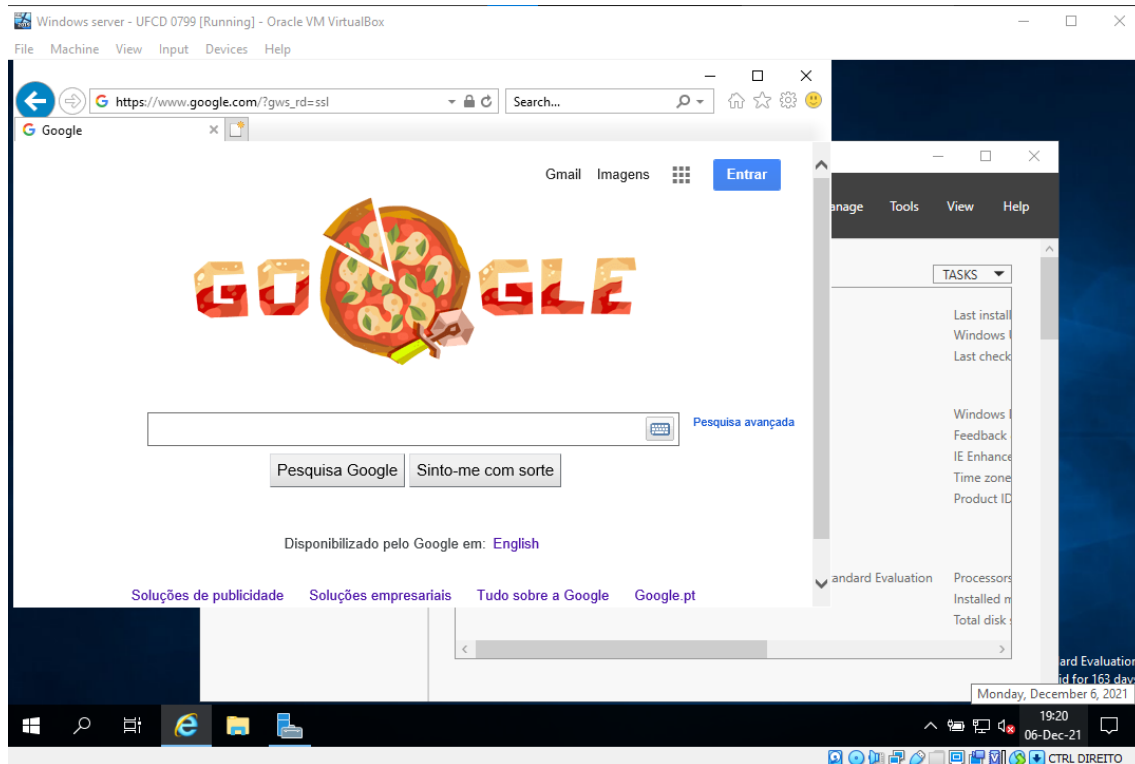 Windows server - UFCD 0799 [Running] - Oracle VM VirtualBox
File Machine View Input Devices Help
https://www.google.com/?gws_rd=ssl
Search...
Google
Gmail Imagens Entrar
GOOGLE
Pesquisa avançada
Pesquisa Google Sinto-me com sorte
Disponibilizado pelo Google em: English
Soluções de publicidade Soluções empresariais Tudo sobre a Google Google.pt
anage Tools View Help
TASKS
Last install
Windows U
Last check
Windows
Feedback
IE Enhance
Time zone
Product ID
andard Evaluation Processors
Installed m
Total disk s
ard Evaluation
id for 163 days
Monday, December 6, 2021
19:20
06-Dec-21
CTRL DIREITO